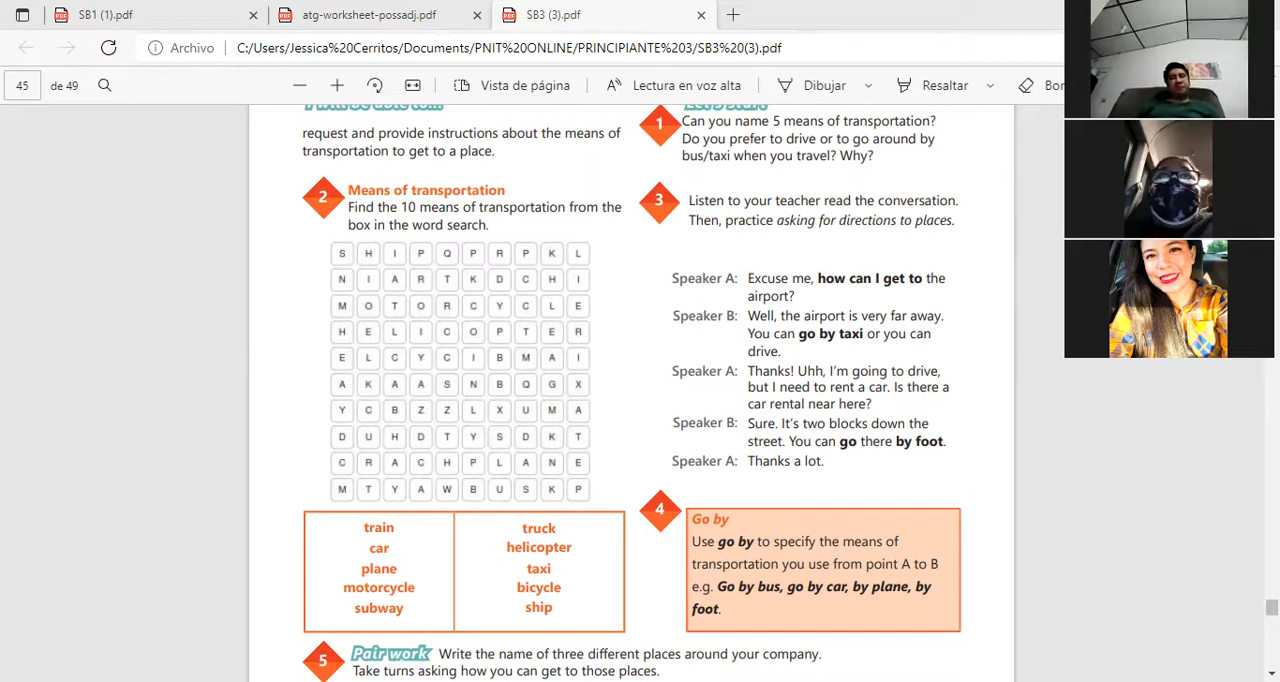 SB1 (1).pdf
atg-worksheet-possadj.pdf
SB3 (3).pdf
Archivo
C:/Users/Jessica%20Cerritos/Documents/PNIT%20ONLINE/PRINCIPIANTE%203/SB3%20(3).pdf
45 de 49
Vista de página
Lectura en voz alta
Dibujar
Resaltar
Bor
request and provide instructions about the means of
transportation to get to a place.
2
Means of transportation
Find the 10 means of transportation from the
box in the word search.
S H I P Q P R P K L
N I A R T K D C H I
M O T O R C Y C L E
H E L I C O P T E R
E L C Y C I B M A I
A K A A S N B Q G X
Y C B Z Z L X U M A
D U H D T Y S D K T
C R A C H P L A N E
M T Y A W B U S K P
train
car
plane
motorcycle
subway
truck
helicopter
taxi
bicycle
ship
Let's start
1
Can you name 5 means of transportation?
Do you prefer to drive or to go around by
bus/taxi when you travel? Why?
3
Listen to your teacher read the conversation.
Then, practice asking for directions to places.
Speaker A: Excuse me, how can I get to the
airport?
Speaker B: Well, the airport is very far away.
You can go by taxi or you can
drive.
Speaker A: Thanks! Uhh, I'm going to drive,
but I need to rent a car. Is there a
car rental near here?
Speaker B: Sure. It's two blocks down the
street. You can go there by foot.
Speaker A: Thanks a lot.
4
Go by
Use go by to specify the means of
transportation you use from point A to B
e.g. Go by bus, go by car, by plane, by
foot.
5
Pair work Write the name of three different places around your company.
Take turns asking how you can get to those places.